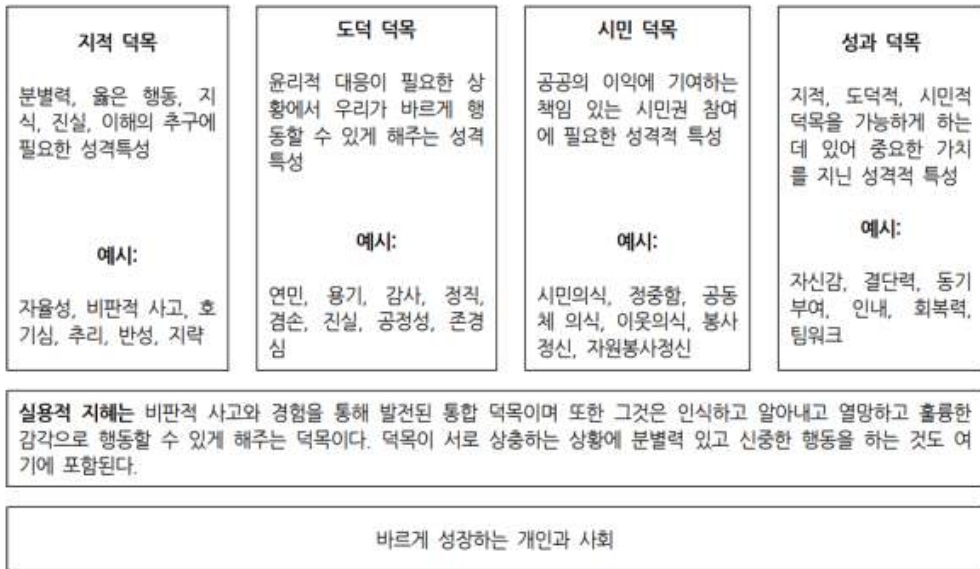 지적 덕목
분별력, 옳은 행동, 지
식, 진실, 이해의 추구에
필요한 성격특성
예시:
자율성, 비판적 사고, 호
기심, 추리, 반성, 지략
도덕 덕목
윤리적 대응이 필요한 상
황에서 우리가 바르게 행
동할 수 있게 해주는 성격
특성
예시:
연민, 용기, 감사, 정직,
겸손, 진실, 공정성, 존경
심
시민 덕목
공공의 이익에 기여하는
책임 있는 시민권 참여
에 필요한 성격적 특성
예시:
시민의식, 정중함, 공동
체 의식, 이웃의식, 봉사
정신, 자원봉사정신
성과 덕목
지적, 도덕적, 시민적
덕목을 가능하게 하는
데 있어 중요한 가치
를 지닌 성격적 특성
예시:
자신감, 결단력, 동기
부여, 인내, 회복력,
팀워크
실용적 지혜는 비판적 사고와 경험을 통해 발전된 통합 덕목이며 또한 그것은 인식하고 알아내고 열망하고 훌륭한
감각으로 행동할 수 있게 해주는 덕목이다. 덕목이 서로 상충하는 상황에 분별력 있고 신중한 행동을 하는 것도 여
기에 포함된다.
바르게 성장하는 개인과 사회